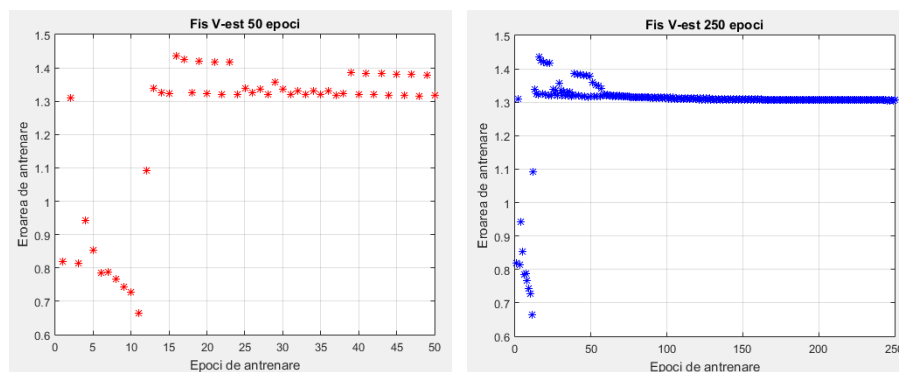 Fis V-est 50 epoci
1.5
1.4
1.3
1.2
1.1
1
0.9
0.8
0.7
0.6
0 5 10 15 20 25 30 35 40 45 50
Eroarea de antrenare
Epoci de antrenare
Fis V-est 250 epoci
1.5
1.4
1.3
1.2
1.1
1
0.9
0.8
0.7
0.6
0 50 100 150 200 250
Eroarea de antrenare
Epoci de antrenare